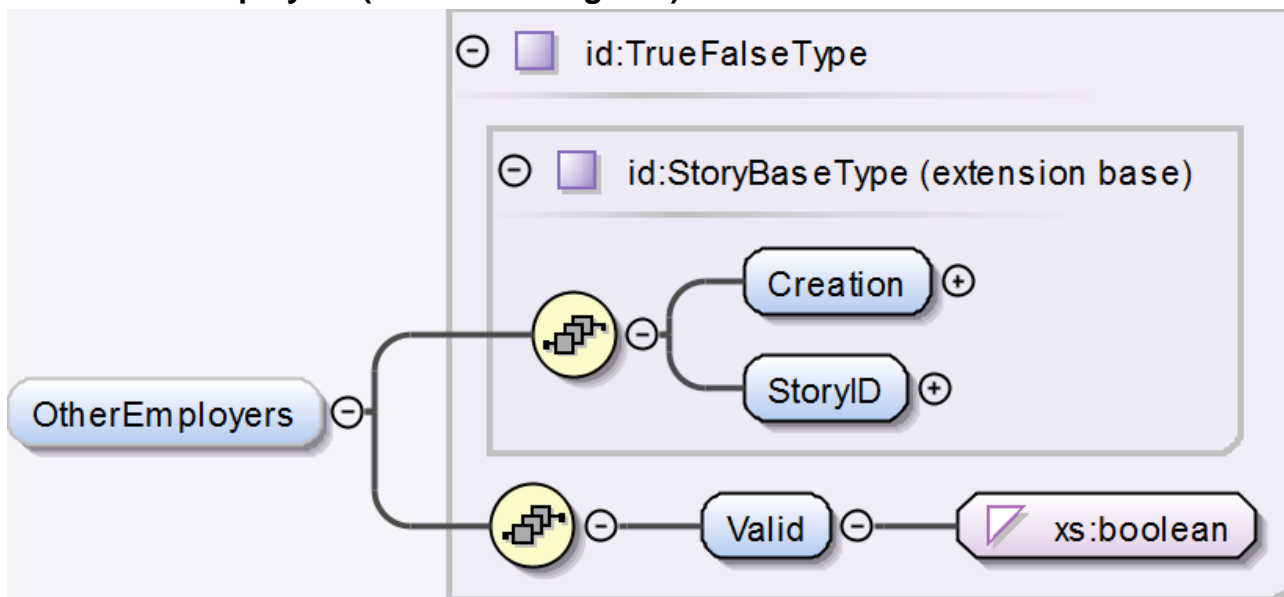 id:TrueFalseType
id:StoryBaseType (extension base)
Creation
StoryID
OtherEmployers
Valid
xs:boolean